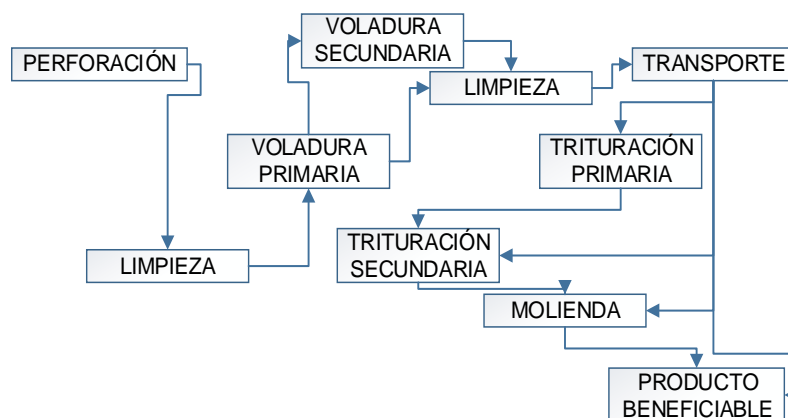 PERFORACIÓN
VOLADURA
SECUNDARIA
LIMPIEZA
TRANSPORTE
VOLADURA
PRIMARIA
TRITURACIÓN
PRIMARIA
LIMPIEZA
TRITURACIÓN
SECUNDARIA
MOLIENDA
PRODUCTO
BENEFICIABLE